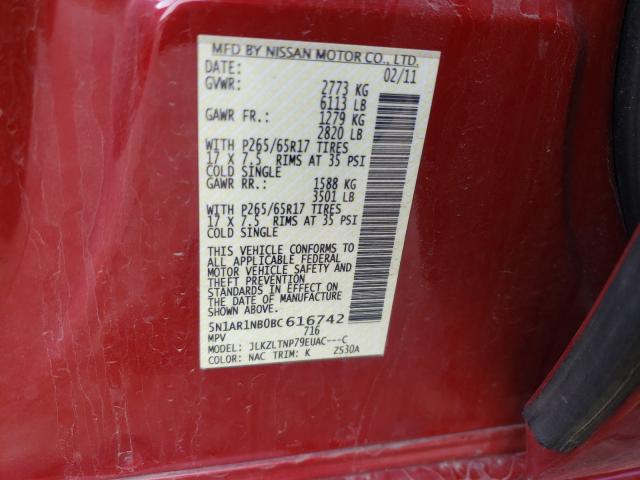 MFD BY NISSAN MOTOR CO., LTD.
DATE: 02/11
GVWR: 2773 KG
6113 LB
GAWR FR.: 1279 KG
2820 LB
WITH P265/65R17 TIRES
17 X 7.5 RIMS AT 35 PSI
COLD SINGLE
GAWR RR.: 1588 KG
3501 LB
WITH P265/65R17 TIRES
17 X 7.5 RIMS AT 35 PSI
COLD SINGLE
THIS VEHICLE CONFORMS TO
ALL APPLICABLE FEDERAL
MOTOR VEHICLE SAFETY AND
THEFT PREVENTION
STANDARDS IN EFFECT ON
THE DATE OF MANUFACTURE
SHOWN ABOVE.
5N1AR1NB0BC616742
MPV 716
MODEL: JLKZLTNP79EUAC---C
COLOR: NAC TRIM: K ZS30A